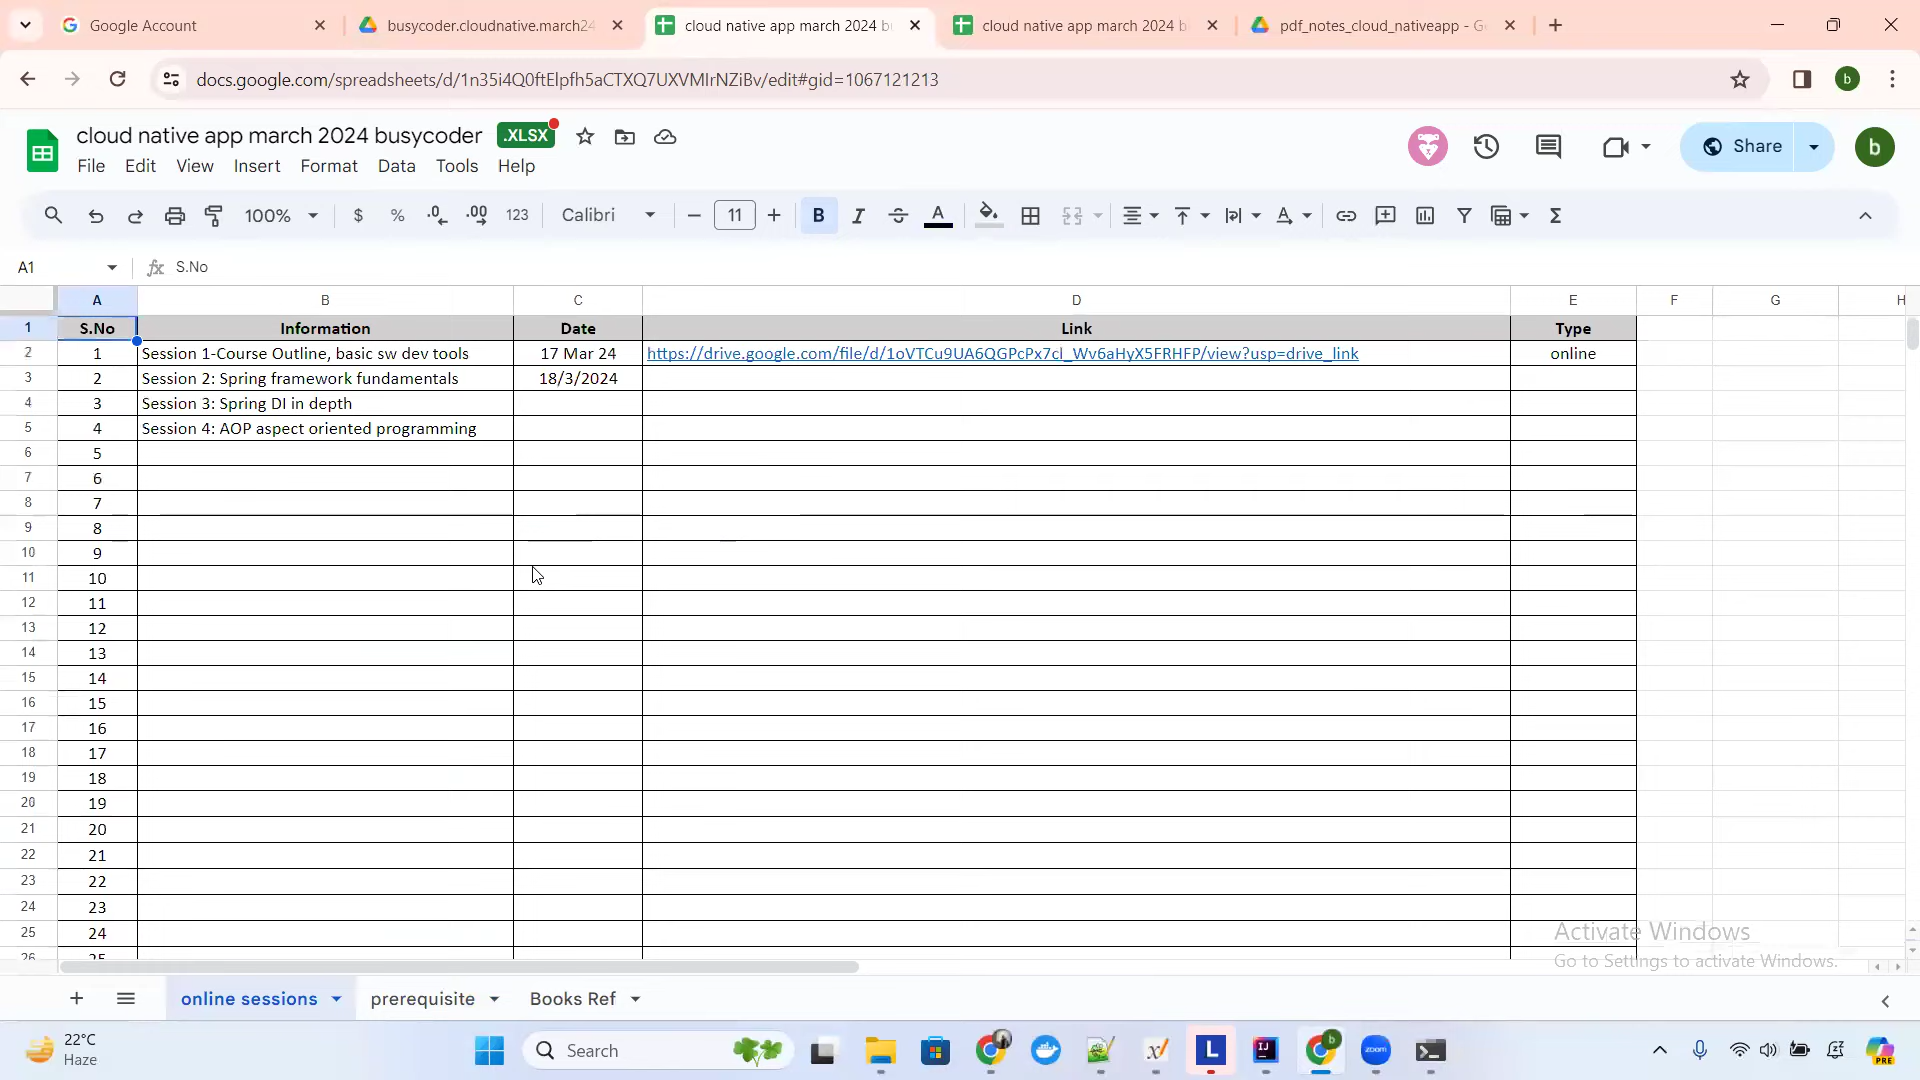 Google Account
busycoder.cloudnative.march24
cloud native app march 2024 b
cloud native app march 2024 b
pdf_notes_cloud_nativeapp - G
docs.google.com/spreadsheets/d/1n35i4Q0ftElpfh5aCTXQ7UXVMIrNZiBv/edit#gid=1067121213
b
cloud native app march 2024 busycoder
.XLSX
File Edit View Insert Format Data Tools Help
Share
b
100% $ % .0 .00 123 Calibri 11 B I A
A1 fx S.No
A B C D E F G H
1 S.No Information Date Link Type
2 1 Session 1-Course Outline, basic sw dev tools 17 Mar 24 https://drive.google.com/file/d/1oVTCu9UA6QGPcPx7cl_Wv6aHyX5FRHFP/view?usp=drive_link online
3 2 Session 2: Spring framework fundamentals 18/3/2024
4 3 Session 3: Spring DI in depth
5 4 Session 4: AOP aspect oriented programming
6 5
7 6
8 7
9 8
10 9
11 10
12 11
13 12
14 13
15 14
16 15
17 16
18 17
19 18
20 19
21 20
22 21
23 22
24 23
25 24
26 25
Activate Windows
Go to Settings to activate Windows.
online sessions prerequisite Books Ref
22°C
Haze
Search
L
IJ
b
zoom
PRE